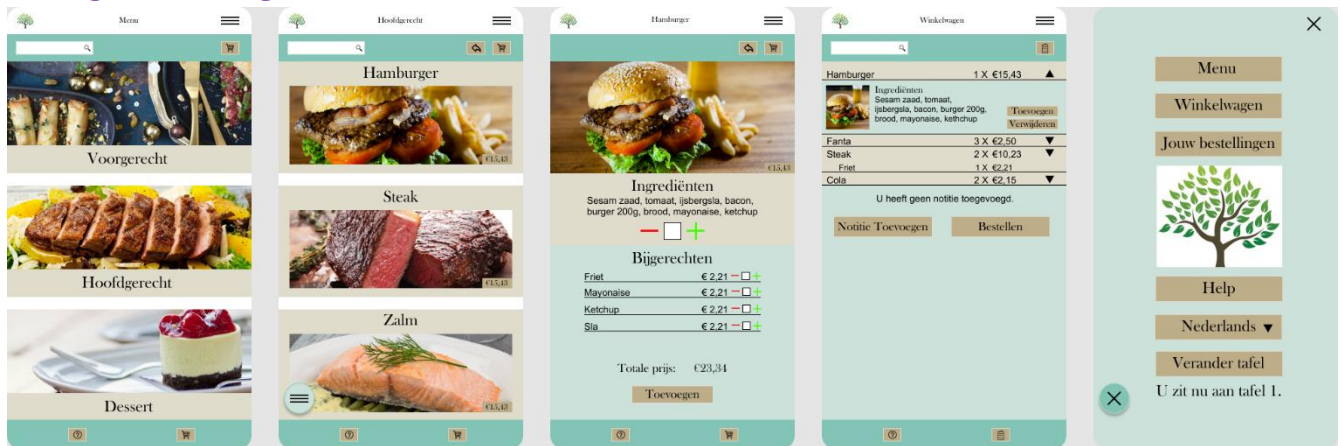 Menu
Voorgerecht
Hoofdgerecht
Dessert
Hoofdgerecht
Hamburger
€15,43
Steak
€15,43
Zalm
€15,43
Hamburger
€15,43
Ingrediënten
Sesam zaad, tomaat, ijsbergsla, bacon,
burger 200g, brood, mayonaise, ketchup
Bijgerechten
Friet € 2,21
Mayonaise € 2,21
Ketchup € 2,21
Sla € 2,21
Totale prijs: €23,34
Toevoegen
Winkelwagen
Hamburger 1 X €15,43
Ingrediënten
Sesam zaad, tomaat,
ijsbergsla, bacon, burger 200g,
brood, mayonaise, kethchup
Toevoegen
Verwijderen
Fanta 3 X €2,50
Steak 2 X €10,23
Friet 1 X €2,21
Cola 2 X €2,15
U heeft geen notitie toegevoegd.
Notitie Toevoegen Bestellen
Menu
Winkelwagen
Jouw bestellingen
Help
Nederlands
Verander tafel
U zit nu aan tafel 1.